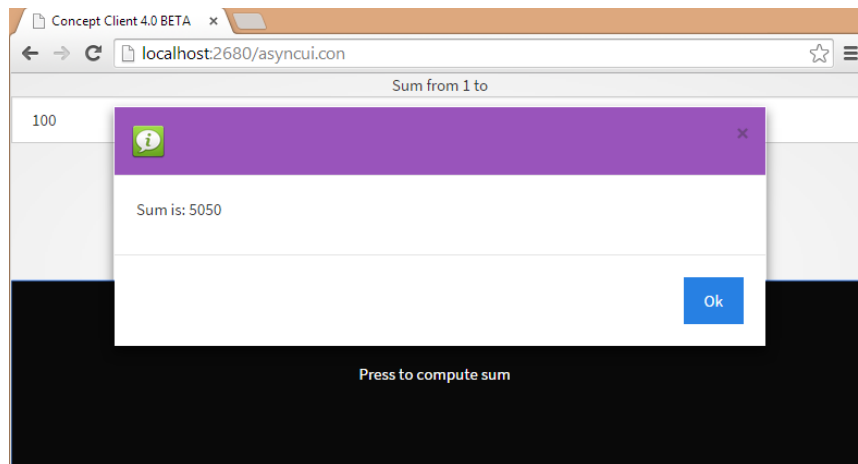 Concept Client 4.0 BETA ×
localhost:2680/asyncui.con
Sum from 1 to
100
×
Sum is: 5050
Ok
Press to compute sum